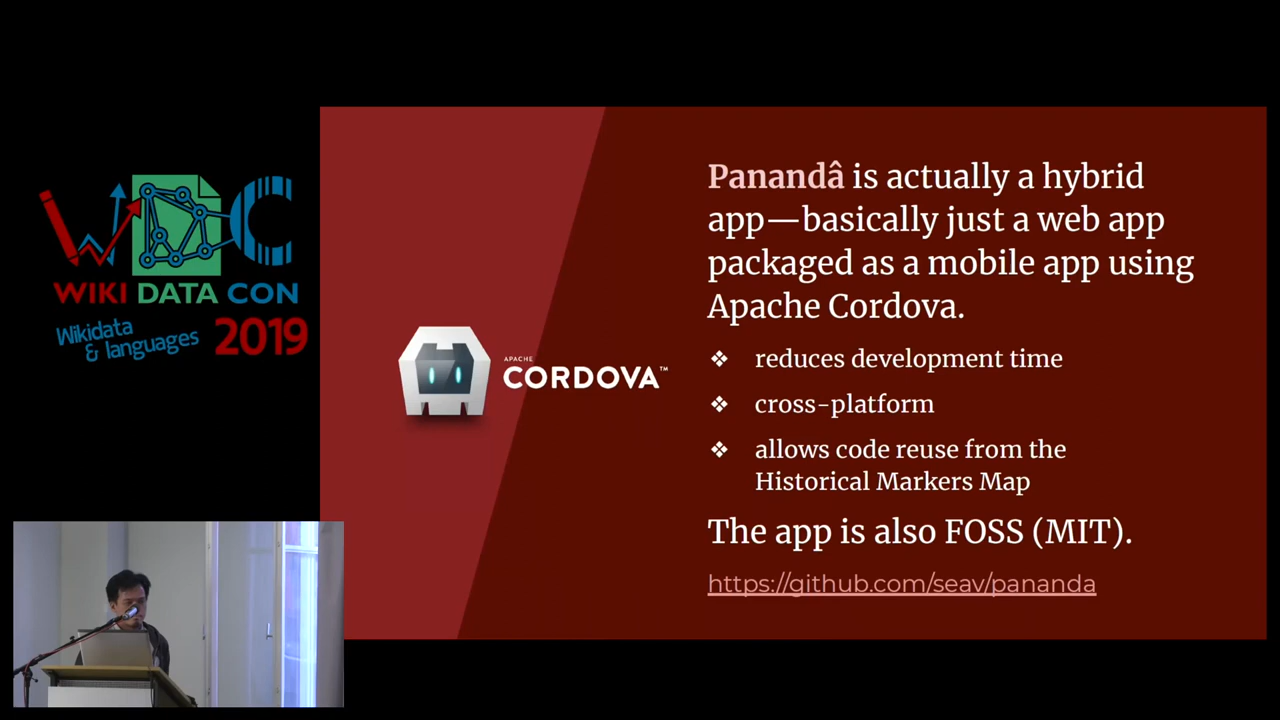 WDC
WIKI DATA CON
Wikidata
& languages 2019
APACHE
CORDOVA™
Panandâ is actually a hybrid
app—basically just a web app
packaged as a mobile app using
Apache Cordova.
❖ reduces development time
❖ cross-platform
❖ allows code reuse from the
Historical Markers Map
The app is also FOSS (MIT).
https://github.com/seav/pananda